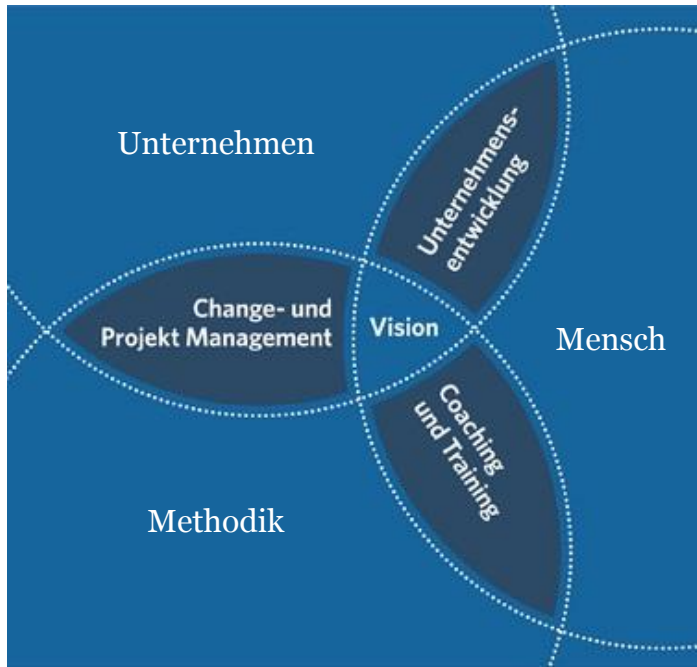 Unternehmen
Unternehmens-
entwicklung
Change- und
Projekt Management
Vision
Mensch
Coaching
und Training
Methodik